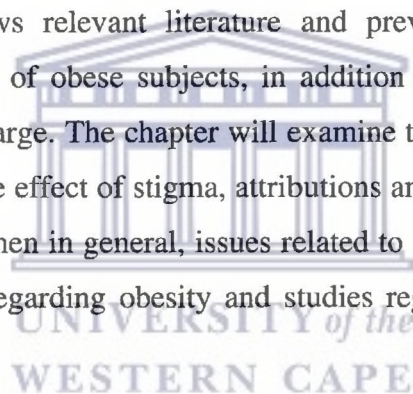 ws relevant literature and prev
of obese subjects, in addition
arge. The chapter will examine t
e effect of stigma, attributions an
nen in general, issues related to
egarding obesity and studies reg
UNIVERSITY of the
WESTERN CAPE